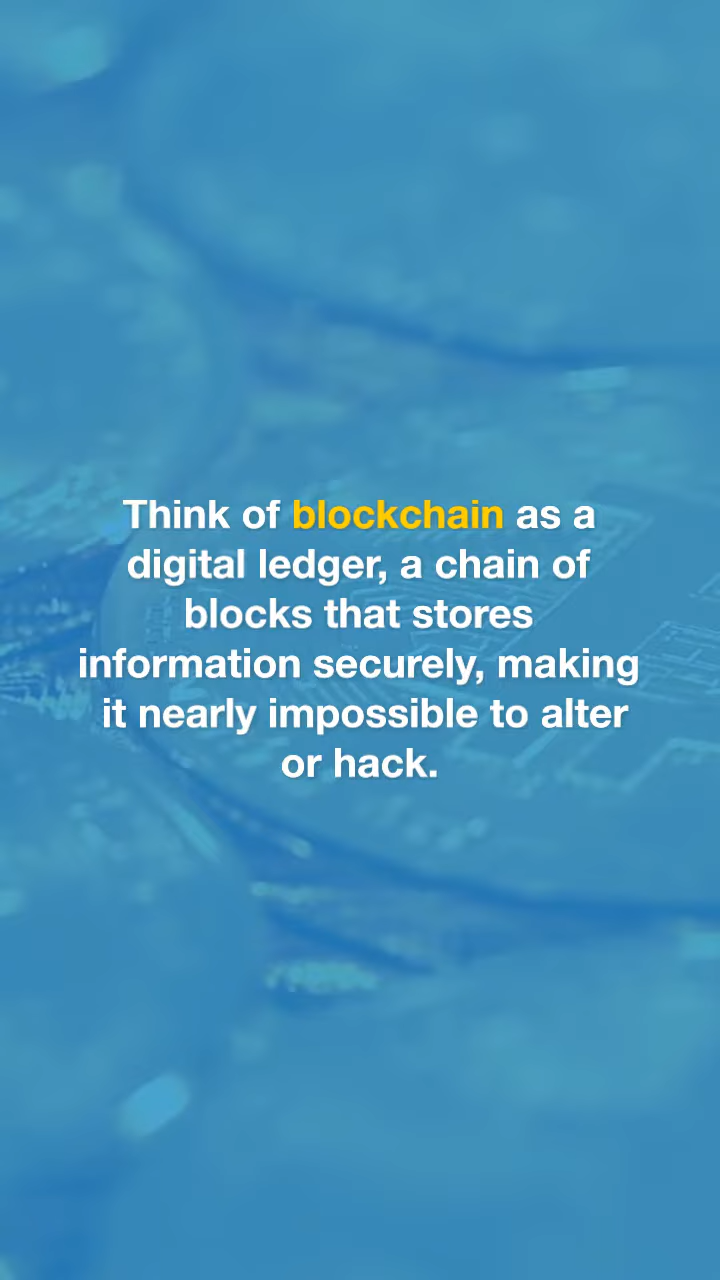 Think of blockchain as a
digital ledger, a chain of
blocks that stores
information securely, making
it nearly impossible to alter
or hack.